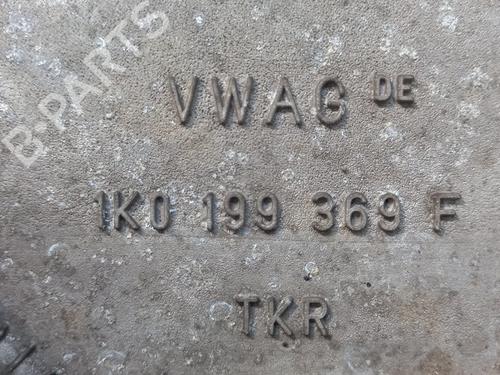 B-PARTS
VWAG DE
1K0 199 369 F
TKR